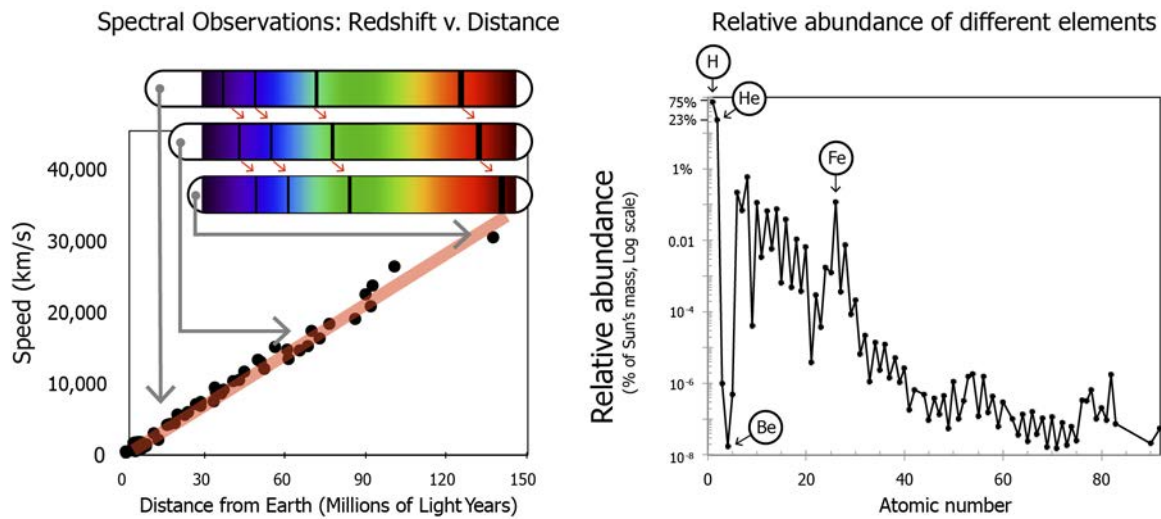 Spectral Observations: Redshift v. Distance
Speed (km/s)
40,000
30,000
20,000
10,000
0
0 30 60 90 120 150
Distance from Earth (Millions of Light Years)
Relative abundance of different elements
H
He
Fe
Be
Relative abundance
(% of Sun's mass, Log scale)
75%
23%
1%
0.01
10-4
10-6
10-8
0 20 40 60 80
Atomic number